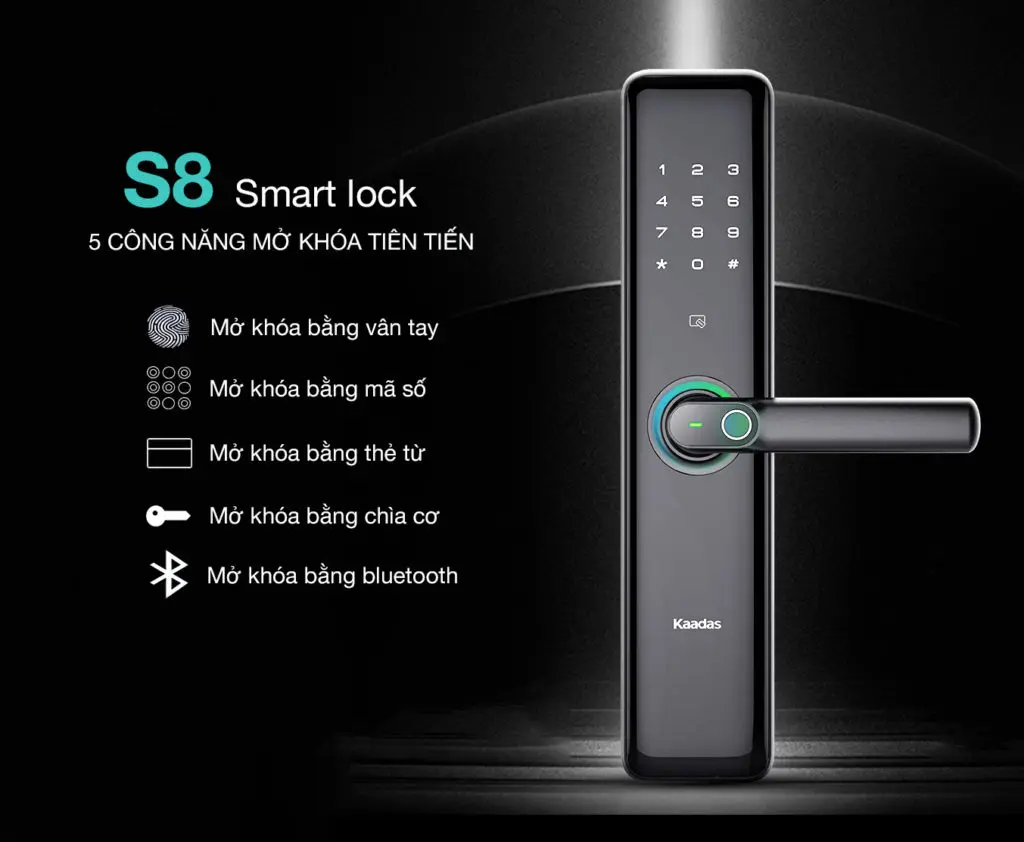 S8 Smart lock
5 CÔNG NĂNG MỞ KHÓA TIÊN TIẾN
Mở khóa bằng vân tay
Mở khóa bằng mã số
Mở khóa bằng thẻ từ
Mở khóa bằng chìa cơ
Mở khóa bằng bluetooth
1 2 3
4 5 6
7 8 9
* 0 #
Kaadas